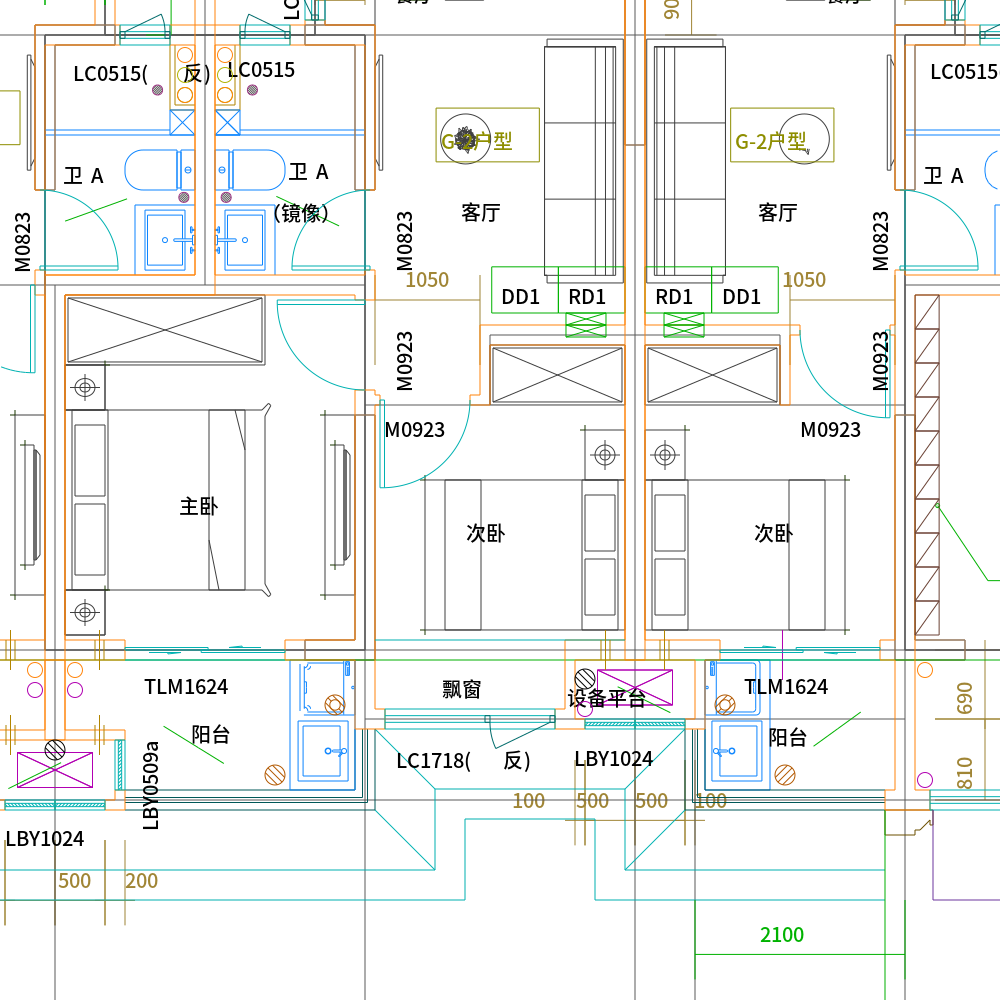 LC0515(
反)
LC0515
90
LC0515
G-2户型
G-2户型
卫 A
卫 A
(镜像)
卫 A
M0823
M0823
客厅
客厅
M0823
1050
1050
DD1
RD1
RD1
DD1
M0923
M0923
M0923
M0923
主卧
次卧
次卧
TLM1624
飘窗
设备平台
TLM1624
690
阳台
阳台
LC1718(
反)
LBY1024
LBY0509a
810
100
500
500
100
LBY1024
500
200
2100